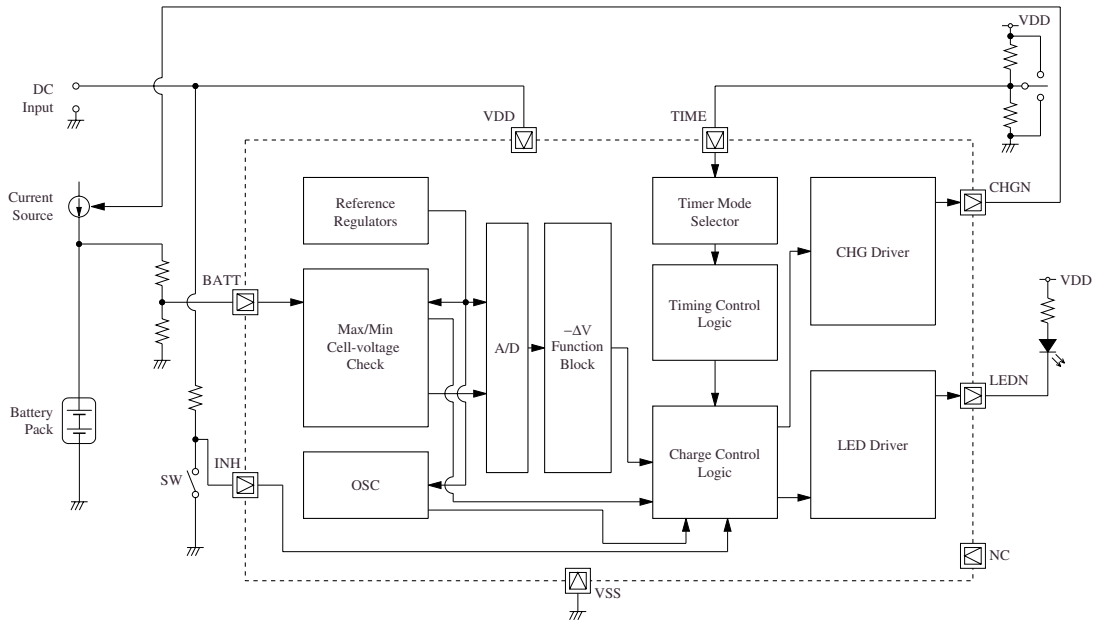 VDD
DC
Input
VDD
TIME
Current
Source
Reference
Regulators
Timer Mode
Selector
CHGN
CHG Driver
BATT
VDD
Max/Min
Cell-voltage
Check
A/D
−ΔV
Function
Block
Timing Control
Logic
LEDN
Battery
Pack
SW
INH
OSC
Charge Control
Logic
LED Driver
NC
VSS